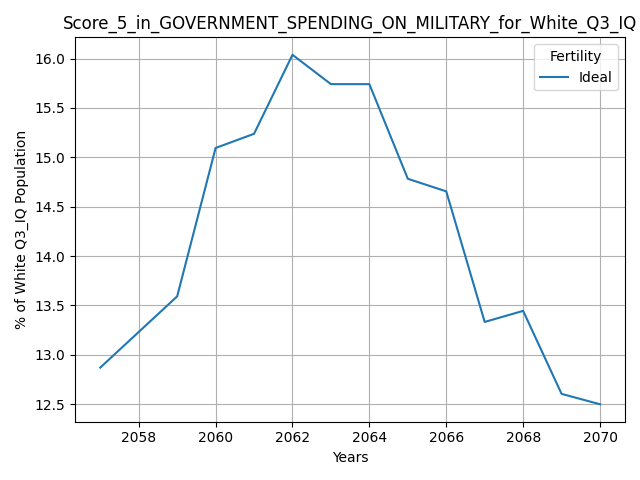 Score_5_in_GOVERNMENT_SPENDING_ON_MILITARY_for_White_Q3_IQ
Fertility
Ideal
16.0
15.5
15.0
14.5
14.0
13.5
13.0
12.5
% of White Q3_IQ Population
2058 2060 2062 2064 2066 2068 2070
Years